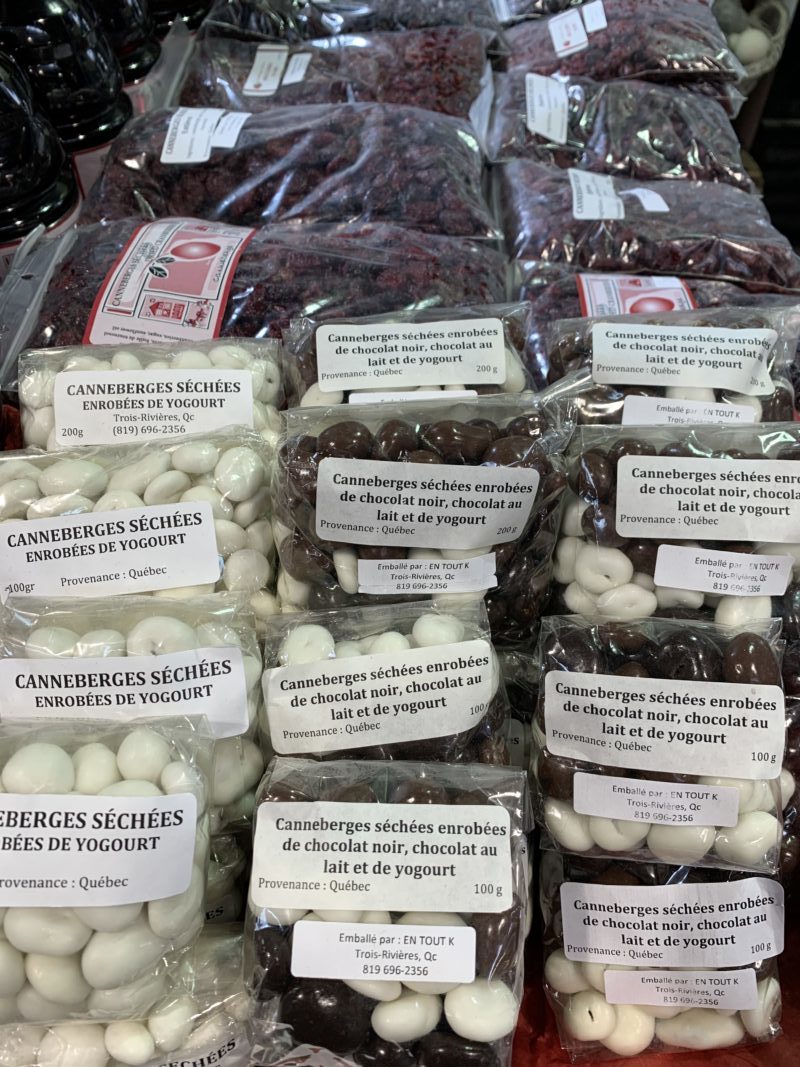 CANNEBERGES SÉCHÉES
CANNEBERGES SÉCHÉES
ENROBÉES DE YOGOURT
Trois-Rivières, Qc
200g
(819) 696-2356
Canneberges séchées enrobées
de chocolat noir, chocolat au
lait et de yogourt
Provenance : Québec
200 g
Canneberges séchées enrobées
de chocolat noir, chocolat
lait et de yogourt
Provenance : Québec
20 g
Emballé par : EN TOUT K
Trois-Rivières, Qc
CANNEBERGES SÉCHÉES
ENROBÉES DE YOGOURT
Provenance : Québec
100gr
Canneberges séchées enrobées
de chocolat noir, chocolat au
lait et de yogourt
Provenance : Québec
200 g
Emballé par : EN TOUT K
Trois-Rivières, Qc
819 696-2356
Canneberges séchées enrob
de chocolat noir, chocola
lait et de yogourt
Provenance : Québec
Emballé par : EN TOUT K
Trois-Rivières, Qc
819 696-2356
CANNEBERGES SÉCHÉES
ENROBÉES DE YOGOURT
Canneberges séchées enrobées
de chocolat noir, chocolat au
lait et de yogourt
Provenance : Québec
100
Canneberges séchées enrobées
de chocolat noir, chocolat au
lait et de yogourt
Provenance : Québec
100 g
Emballé par : EN TOUT K
Trois-Rivières, Qc
819 696-2356
EBERGES SÉCHÉES
BÉES DE YOGOURT
rovenance : Québec
Canneberges séchées enrobées
de chocolat noir, chocolat au
lait et de yogourt
Provenance : Québec
100 g
Emballé par : EN TOUT K
Trois-Rivières, Qc
819 696-2356
Canneberges séchées enrobées
de chocolat noir, chocolat au
lait et de yogourt
Provenance : Québec
100 g
Emballé par : EN TOUT K
Trois-Rivières, Qc
819 696-2356
SÉCHÉES